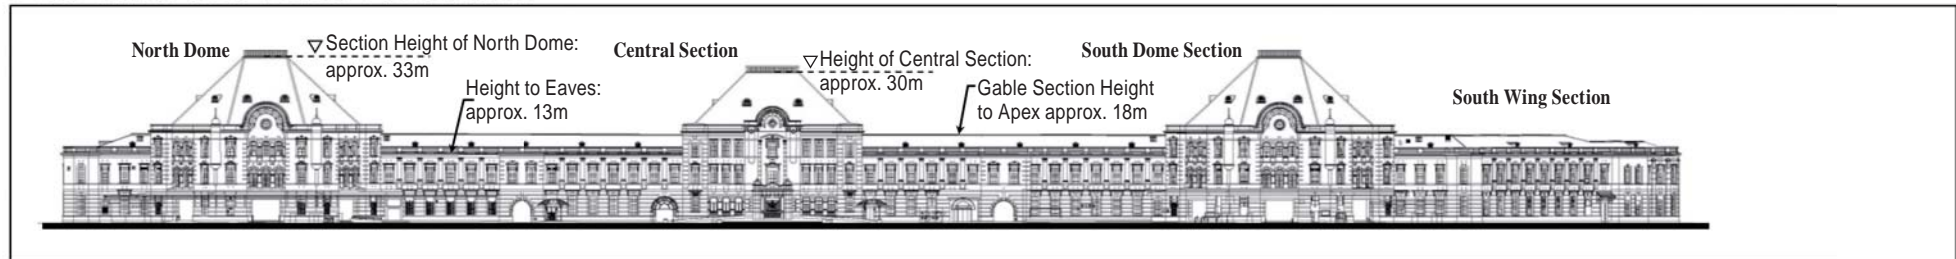 North Dome
▽ Section Height of North Dome:
approx. 33m
Height to Eaves:
approx. 13m
Central Section
▽ Height of Central Section:
approx. 30m
Gable Section Height
to Apex approx. 18m
South Dome Section
South Wing Section